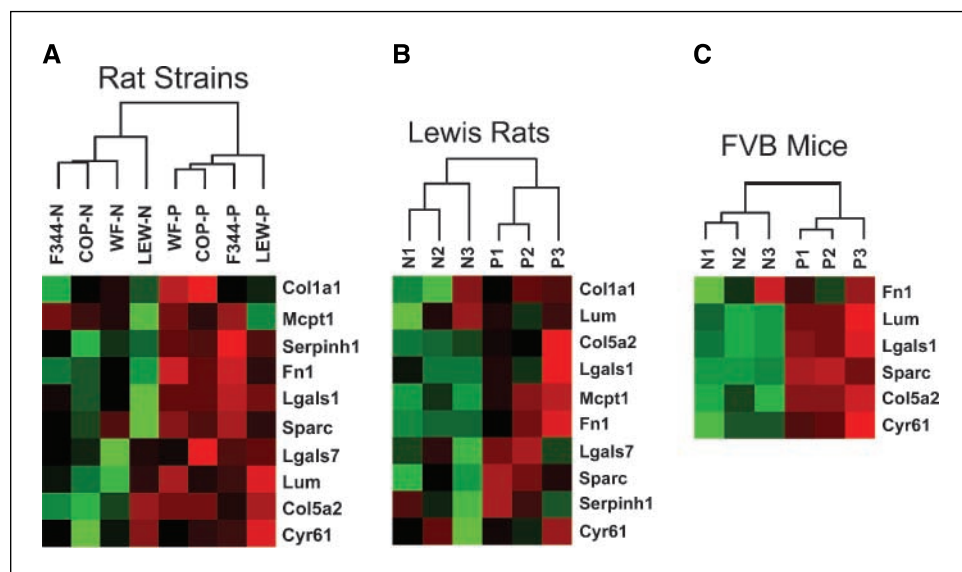 A
Rat Strains
F344-N
COP-N
WF-N
LEW-N
WF-P
COP-P
F344-P
LEW-P
Col1a1
Mcpt1
Serpinh1
Fn1
Lgals1
Sparc
Lgals7
Lum
Col5a2
Cyr61
B
Lewis Rats
N1 N2 N3 P1 P2 P3
Col1a1
Lum
Col5a2
Lgals1
Mcpt1
Fn1
Lgals7
Sparc
Serpinh1
Cyr61
C
FVB Mice
N1 N2 N3 P1 P2 P3
Fn1
Lum
Lgals1
Sparc
Col5a2
Cyr61